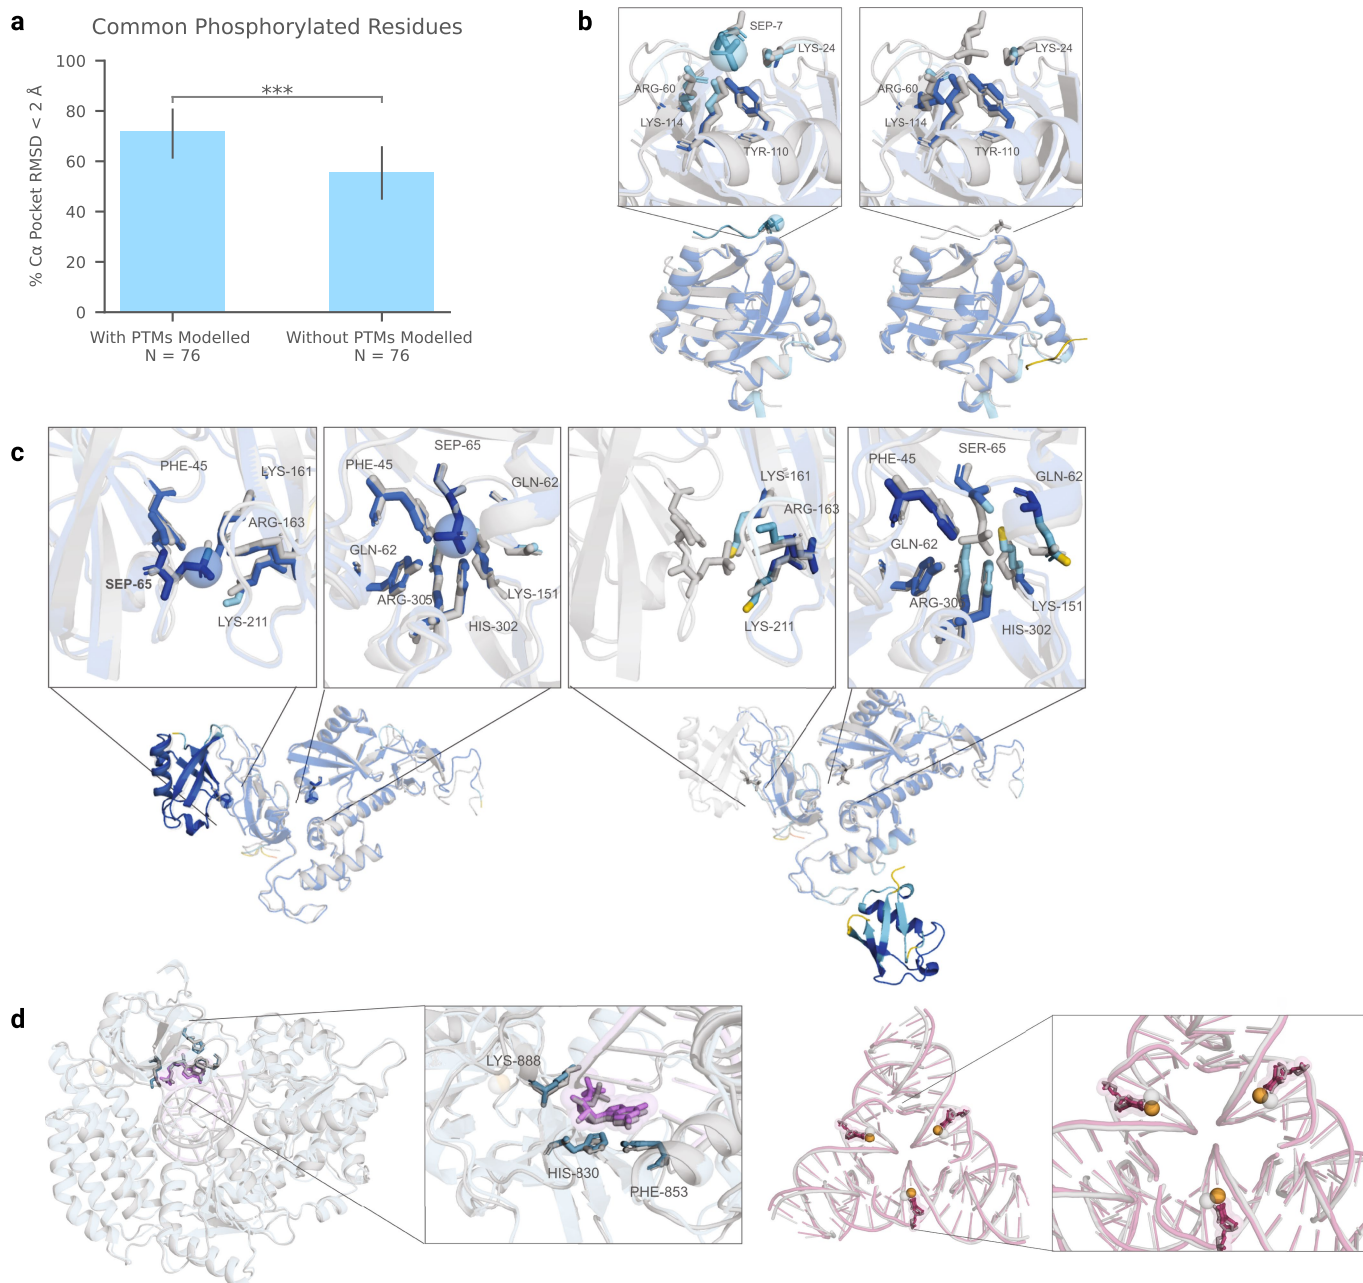 a
Common Phosphorylated Residues
% Cα Pocket RMSD < 2 Å
100
80
60
40
20
0
***
With PTMs Modelled
N = 76
Without PTMs Modelled
N = 76
b
SEP-7
LYS-24
ARG-60
LYS-114
TYR-110
LYS-24
ARG-60
LYS-114
TYR-110
c
PHE-45
LYS-161
ARG-163
SEP-65
LYS-211
SEP-65
PHE-45
GLN-62
GLN-62
ARG-305
LYS-151
HIS-302
LYS-161
ARG-163
LYS-211
SER-65
PHE-45
GLN-62
GLN-62
ARG-30
LYS-151
HIS-302
d
LYS-888
HIS-830
PHE-853